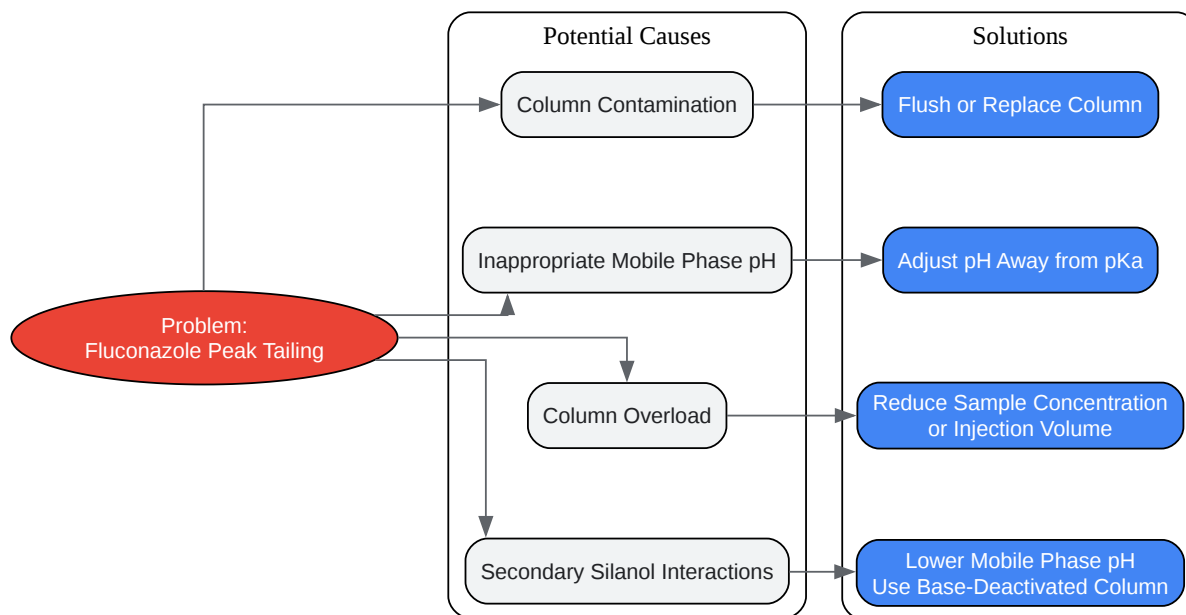 Potential Causes
Solutions
Column Contamination
Flush or Replace Column
Inappropriate Mobile Phase pH
Adjust pH Away from pKa
Problem:
Fluconazole Peak Tailing
Column Overload
Reduce Sample Concentration
or Injection Volume
Secondary Silanol Interactions
Lower Mobile Phase pH
Use Base-Deactivated Column